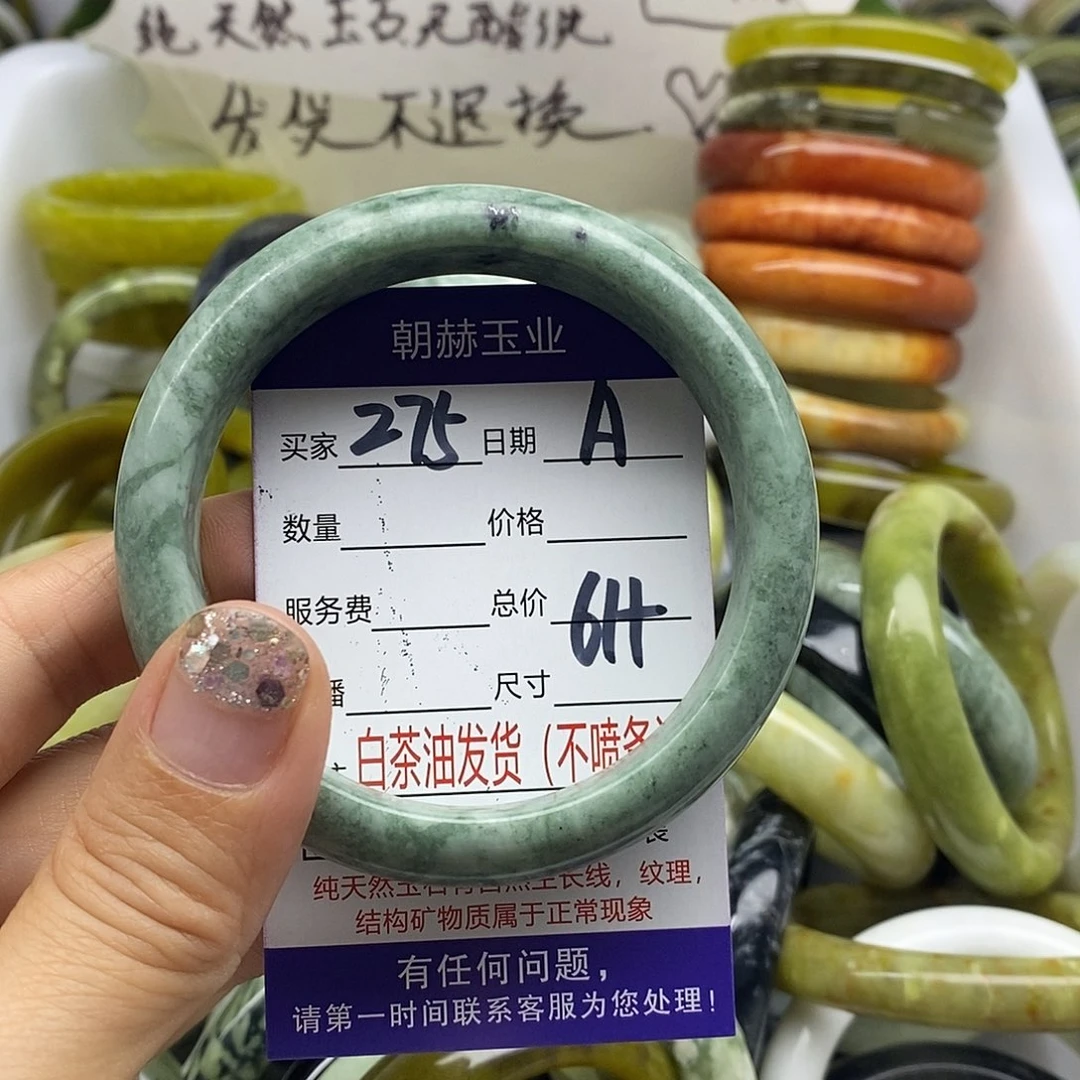 纯天然玉石无酸洗
发货不退换
朝赫玉业
买家 275 日期 A
数量 价格
服务费 总价 6H
播 尺寸
白茶油发货（不喷
纯天然玉石有自然生长线，纹理，
结构矿物质属于正常现象
有任何问题，
请第一时间联系客服为您处理！